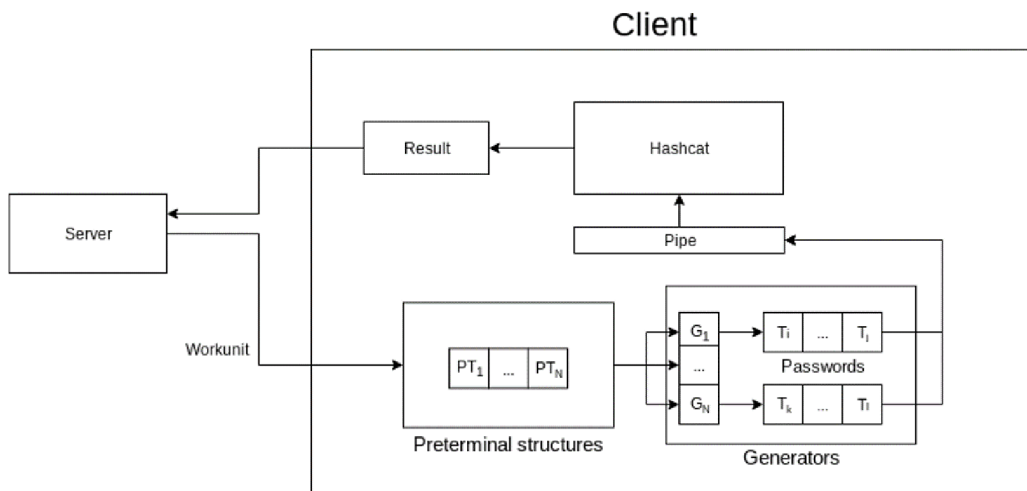 Client
Result
Hashcat
Server
Pipe
Workunit
PT1 ... PTN
Preterminal structures
G1
...
GN
Ti ... Tj
Passwords
Tk ... Tl
Generators